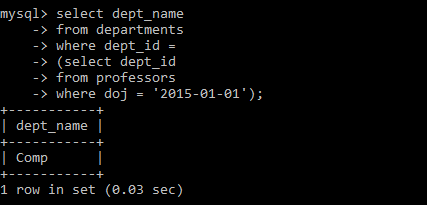 mysql> select dept_name
    -> from departments
    -> where dept_id =
    -> (select dept_id
    -> from professors
    -> where doj = '2015-01-01');
+-----------+
| dept_name |
+-----------+
| Comp      |
+-----------+
1 row in set (0.03 sec)